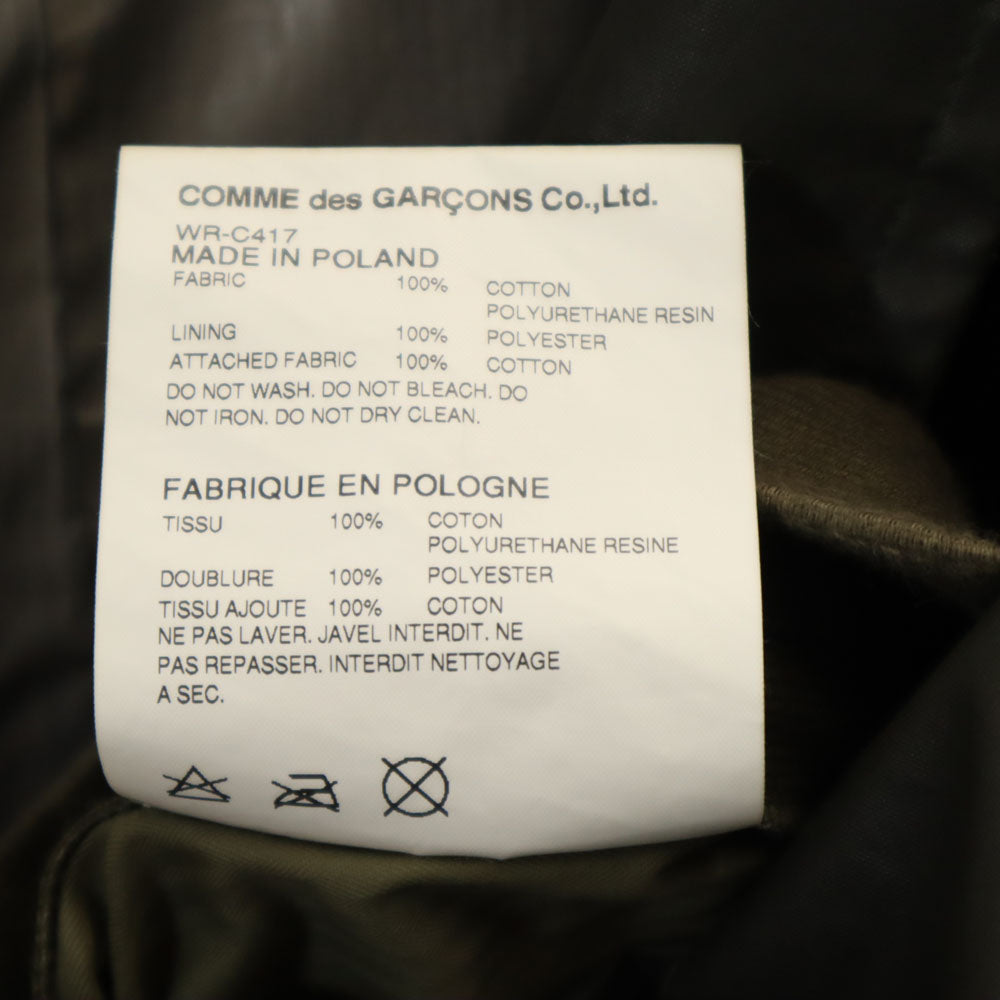 COMME des GARÇONS Co.,Ltd.
WR-C417
MADE IN POLAND
FABRIC 100% COTTON
POLYURETHANE RESIN
LINING 100% POLYESTER
ATTACHED FABRIC 100% COTTON
DO NOT WASH. DO NOT BLEACH. DO
NOT IRON. DO NOT DRY CLEAN.
FABRIQUE EN POLOGNE
TISSU 100% COTON
POLYURETHANE RESINE
DOUBLURE 100% POLYESTER
TISSU AJOUTE 100% COTON
NE PAS LAVER. JAVEL INTERDIT. NE
PAS REPASSER. INTERDIT NETTOYAGE
A SEC.